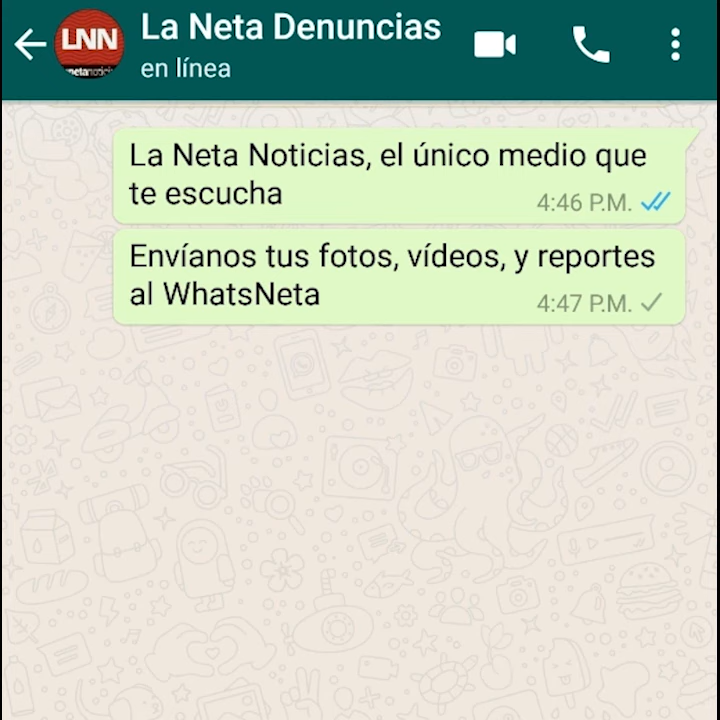 LNN
La Neta Denuncias
en línea
La Neta Noticias, el único medio que
te escucha
4:46 P.M.
Envíanos tus fotos, vídeos, y reportes
al WhatsNeta
4:47 P.M.